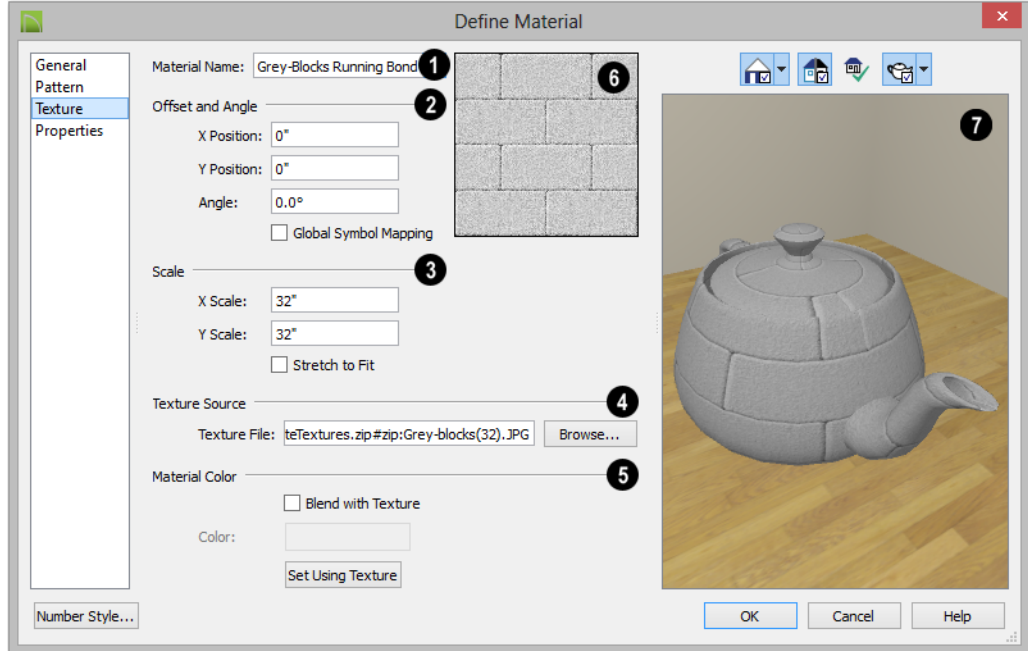 Define Material
General
Pattern
Texture
Properties
Material Name: Grey-Blocks Running Bond 1
Offset and Angle 2
X Position: 0"
Y Position: 0"
Angle: 0.0°
Global Symbol Mapping
Scale 3
X Scale: 32"
Y Scale: 32"
Stretch to Fit
Texture Source 4
Texture File: teTextures.zip#zip:Grey-blocks(32).JPG Browse...
Material Color 5
Blend with Texture
Color:
Set Using Texture
6
7
Number Style...
OK Cancel Help